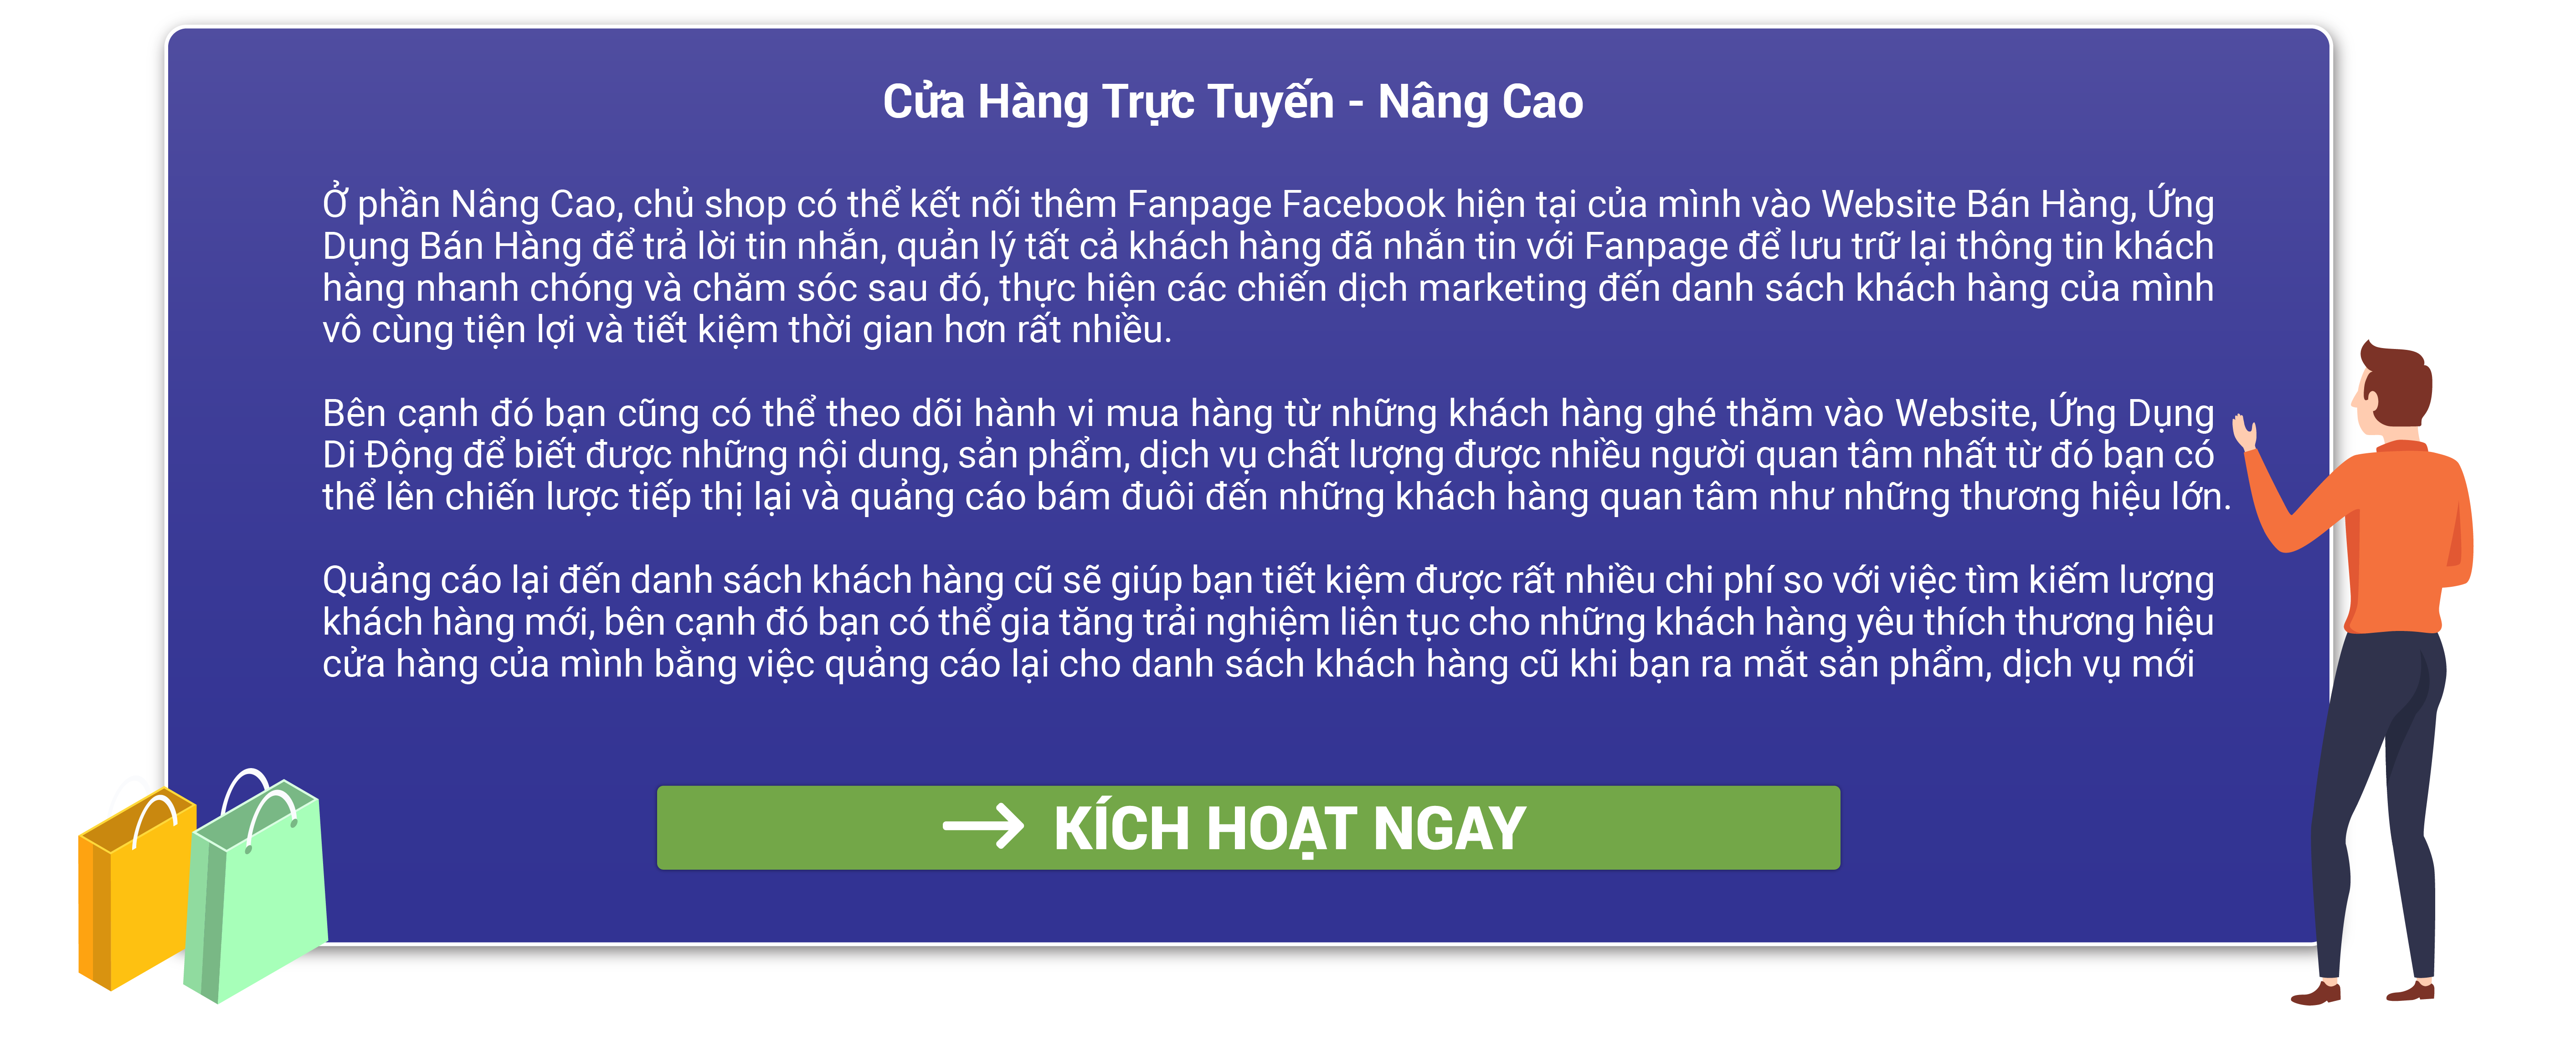 Cửa Hàng Trực Tuyến - Nâng Cao
Ở phần Nâng Cao, chủ shop có thể kết nối thêm Fanpage Facebook hiện tại của mình vào Website Bán Hàng, Ứng
Dụng Bán Hàng để trả lời tin nhắn, quản lý tất cả khách hàng đã nhắn tin với Fanpage để lưu trữ lại thông tin khách
hàng nhanh chóng và chăm sóc sau đó, thực hiện các chiến dịch marketing đến danh sách khách hàng của mình
vô cùng tiện lợi và tiết kiệm thời gian hơn rất nhiều.
Bên cạnh đó bạn cũng có thể theo dõi hành vi mua hàng từ những khách hàng ghé thăm vào Website, Ứng Dụng
Di Động để biết được những nội dung, sản phẩm, dịch vụ chất lượng được nhiều người quan tâm nhất từ đó bạn có
thể lên chiến lược tiếp thị lại và quảng cáo bám đuôi đến những khách hàng quan tâm như những thương hiệu lớn.
Quảng cáo lại đến danh sách khách hàng cũ sẽ giúp bạn tiết kiệm được rất nhiều chi phí so với việc tìm kiếm lượng
khách hàng mới, bên cạnh đó bạn có thể gia tăng trải nghiệm liên tục cho những khách hàng yêu thích thương hiệu
cửa hàng của mình bằng việc quảng cáo lại cho danh sách khách hàng cũ khi bạn ra mắt sản phẩm, dịch vụ mới
→ KÍCH HOẠT NGAY